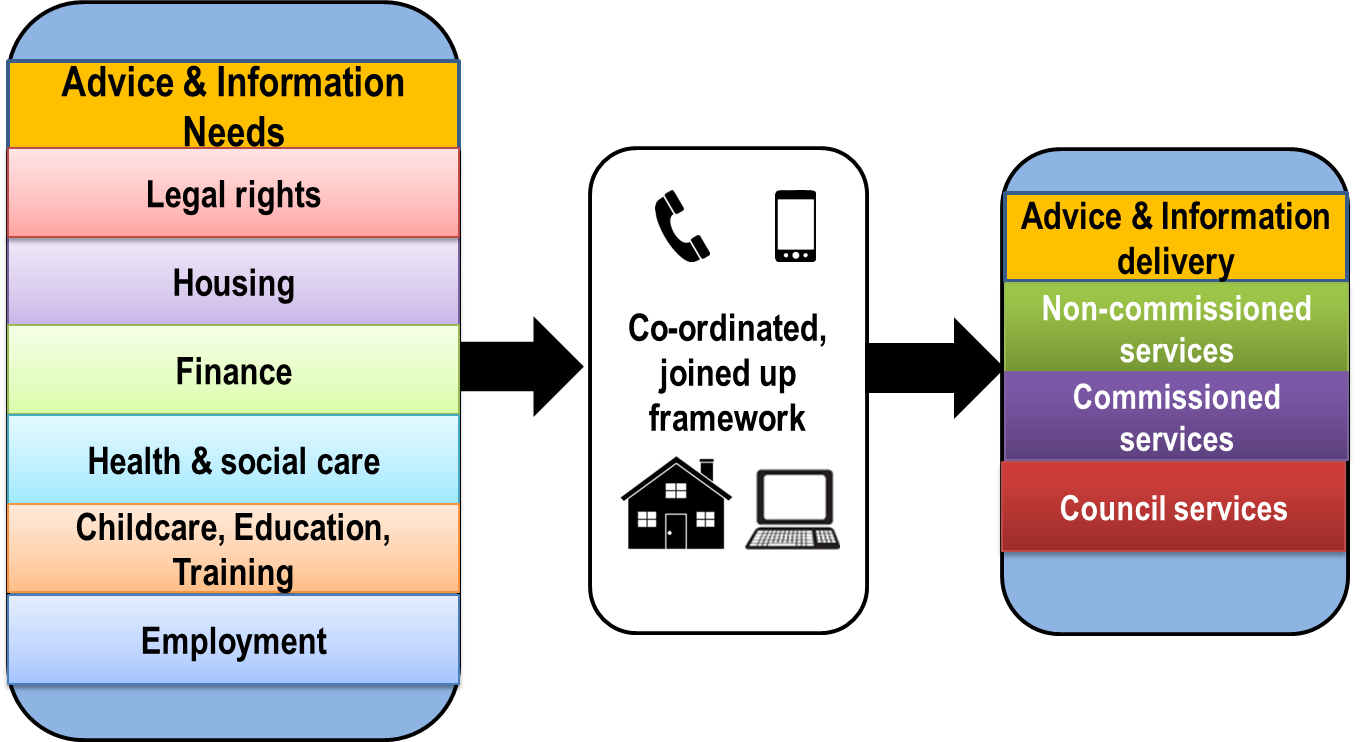 Advice & Information
Needs
Legal rights
Housing
Finance
Health & social care
Childcare, Education,
Training
Employment
Co-ordinated,
joined up
framework
Advice & Information
delivery
Non-commissioned
services
Commissioned
services
Council services